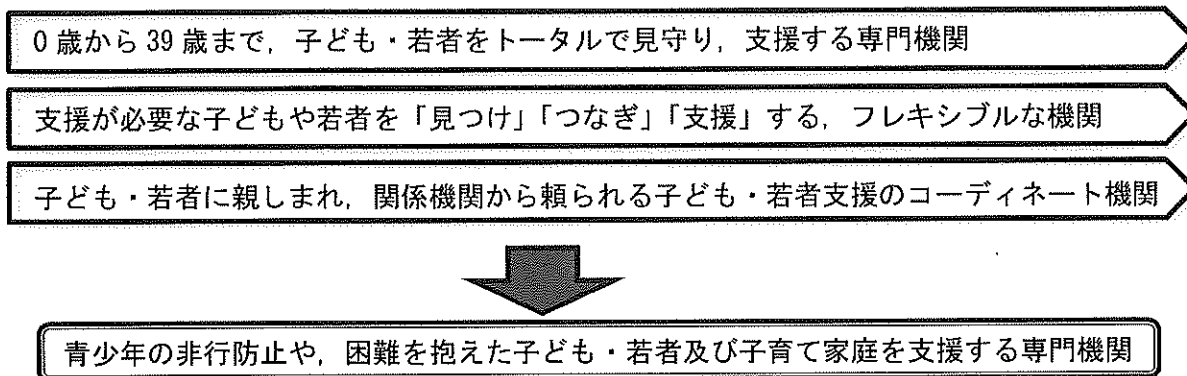 0歳から39歳まで，子ども・若者をトータルで見守り，支援する専門機関
支援が必要な子どもや若者を「見つけ」「つなぎ」「支援」する，フレキシブルな機関
子ども・若者に親しまれ，関係機関から頼られる子ども・若者支援のコーディネート機関
青少年の非行防止や，困難を抱えた子ども・若者及び子育て家庭を支援する専門機関